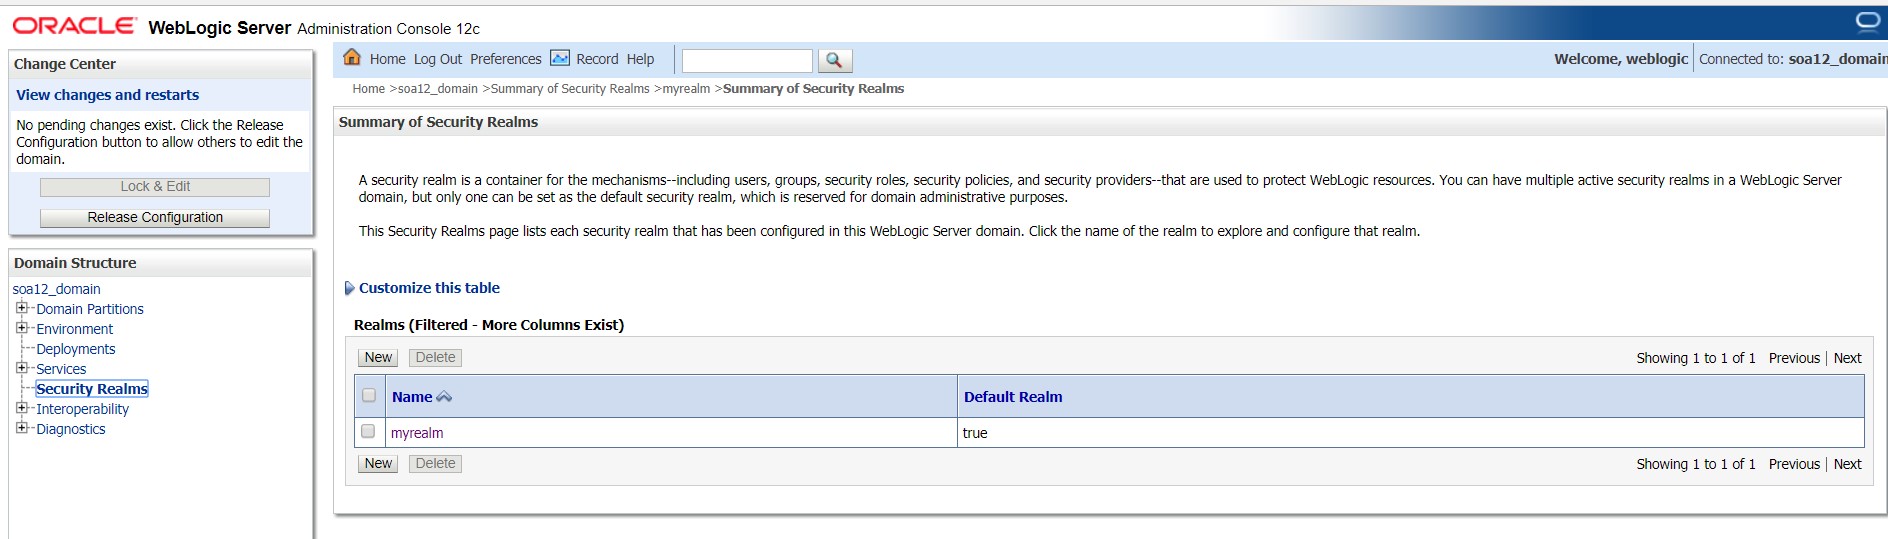 ORACLE WebLogic Server Administration Console 12c
Change Center
View changes and restarts
No pending changes exist. Click the Release
Configuration button to allow others to edit the
domain.
Lock & Edit
Release Configuration
Domain Structure
soa12_domain
Domain Partitions
Environment
Deployments
Services
Security Realms
Interoperability
Diagnostics
Home Log Out Preferences Record Help
Welcome, weblogic Connected to: soa12_domain
Home >soa12_domain >Summary of Security Realms >myrealm >Summary of Security Realms
Summary of Security Realms
A security realm is a container for the mechanisms--including users, groups, security roles, security policies, and security providers--that are used to protect WebLogic resources. You can have multiple active security realms in a WebLogic Server
domain, but only one can be set as the default security realm, which is reserved for domain administrative purposes.
This Security Realms page lists each security realm that has been configured in this WebLogic Server domain. Click the name of the realm to explore and configure that realm.
Customize this table
Realms (Filtered - More Columns Exist)
New Delete Showing 1 to 1 of 1 Previous | Next
Name Default Realm
myrealm true
New Delete Showing 1 to 1 of 1 Previous | Next